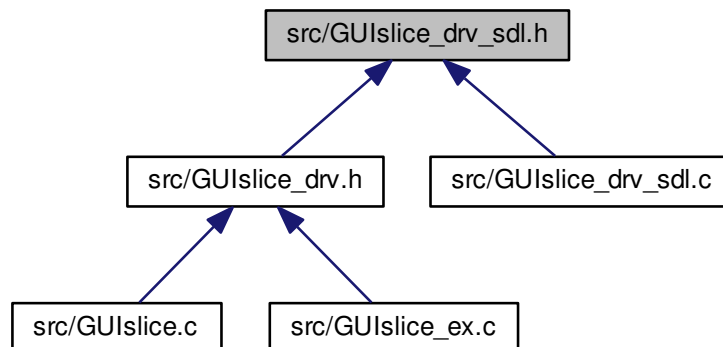 src/GUIslice_drv_sdl.h
src/GUIslice_drv.h
src/GUIslice_drv_sdl.c
src/GUIslice.c
src/GUIslice_ex.c